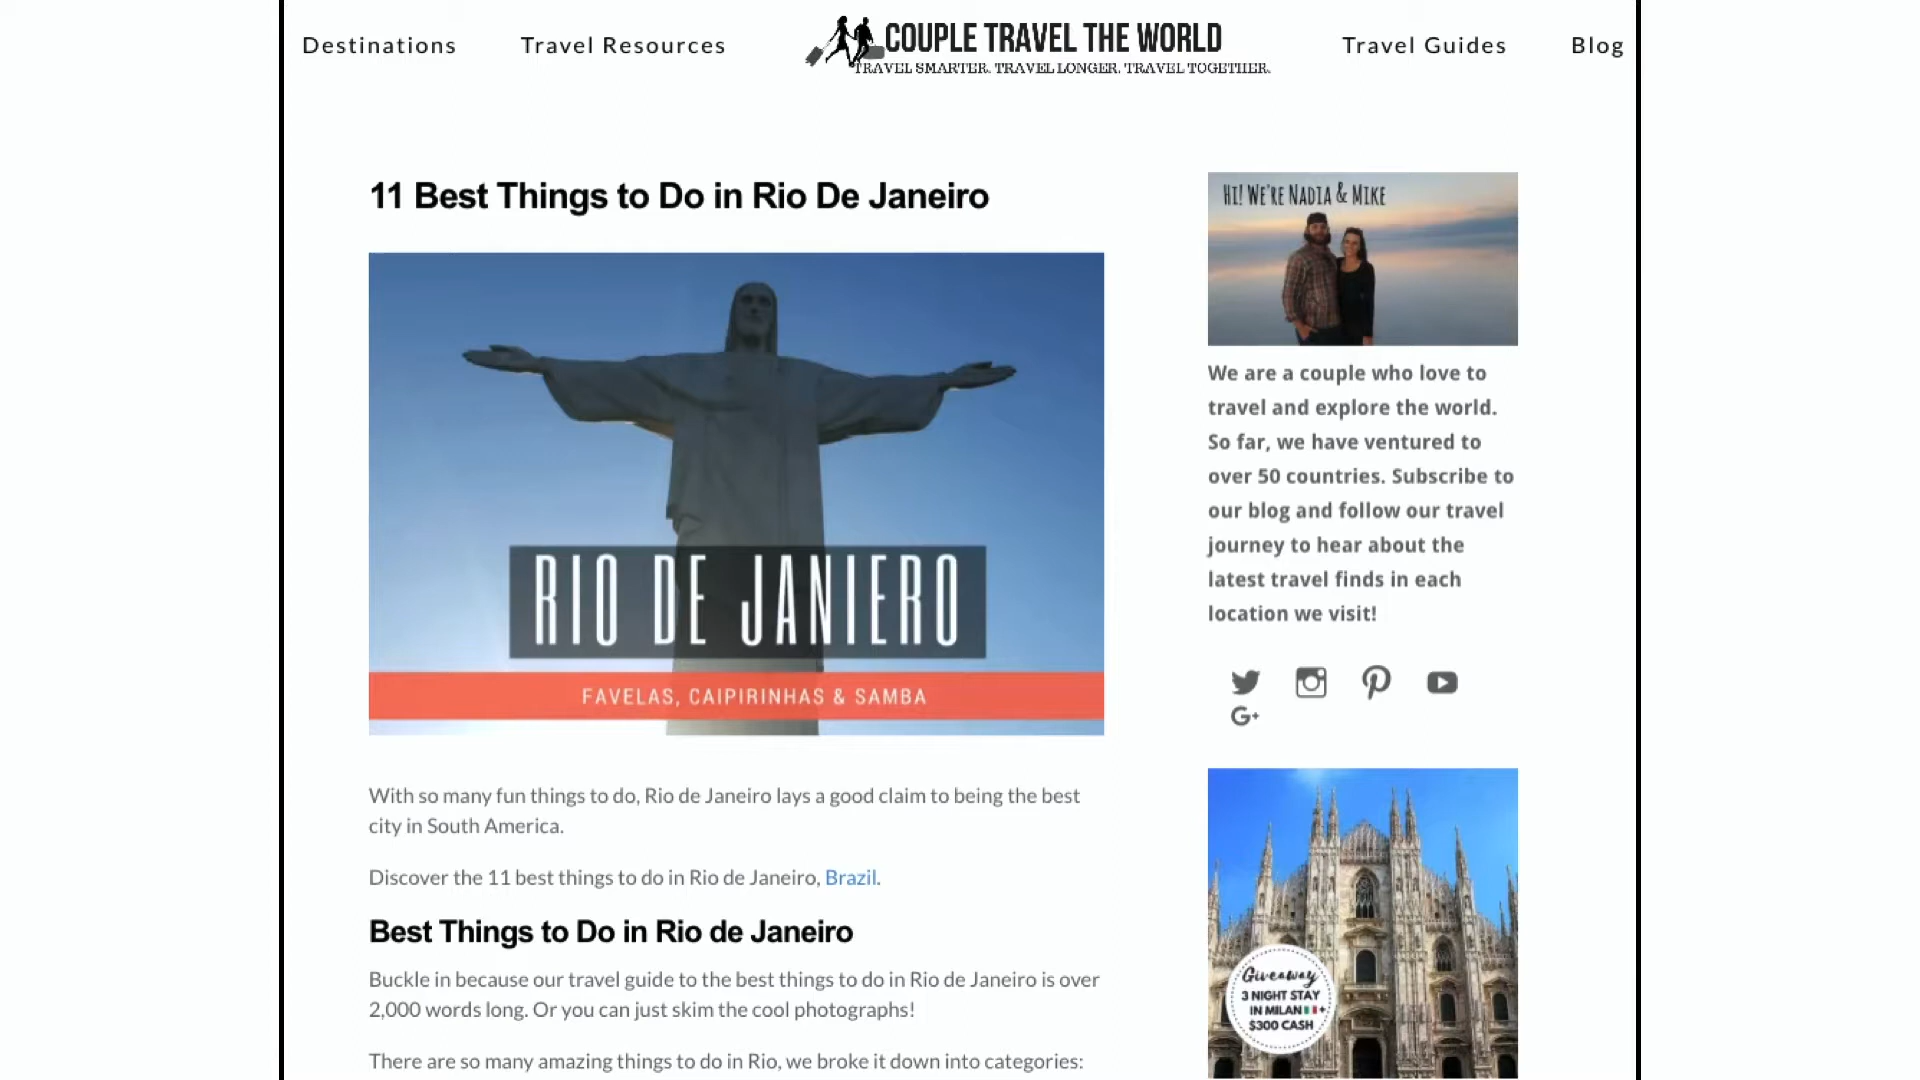 Destinations
Travel Resources
COUPLE TRAVEL THE WORLD
TRAVEL SMARTER. TRAVEL LONGER. TRAVEL TOGETHER.
Travel Guides
Blog
11 Best Things to Do in Rio De Janeiro
RIO DE JANIERO
FAVELAS, CAIPIRINHAS & SAMBA
With so many fun things to do, Rio de Janeiro lays a good claim to being the best
city in South America.
Discover the 11 best things to do in Rio de Janeiro, Brazil.
Best Things to Do in Rio de Janeiro
Buckle in because our travel guide to the best things to do in Rio de Janeiro is over
2,000 words long. Or you can just skim the cool photographs!
There are so many amazing things to do in Rio, we broke it down into categories:
HI! WE'RE NADIA & MIKE
We are a couple who love to
travel and explore the world.
So far, we have ventured to
over 50 countries. Subscribe to
our blog and follow our travel
journey to hear about the
latest travel finds in each
location we visit!
G+
Giveaway
3 NIGHT STAY
IN MILAN +
$300 CASH